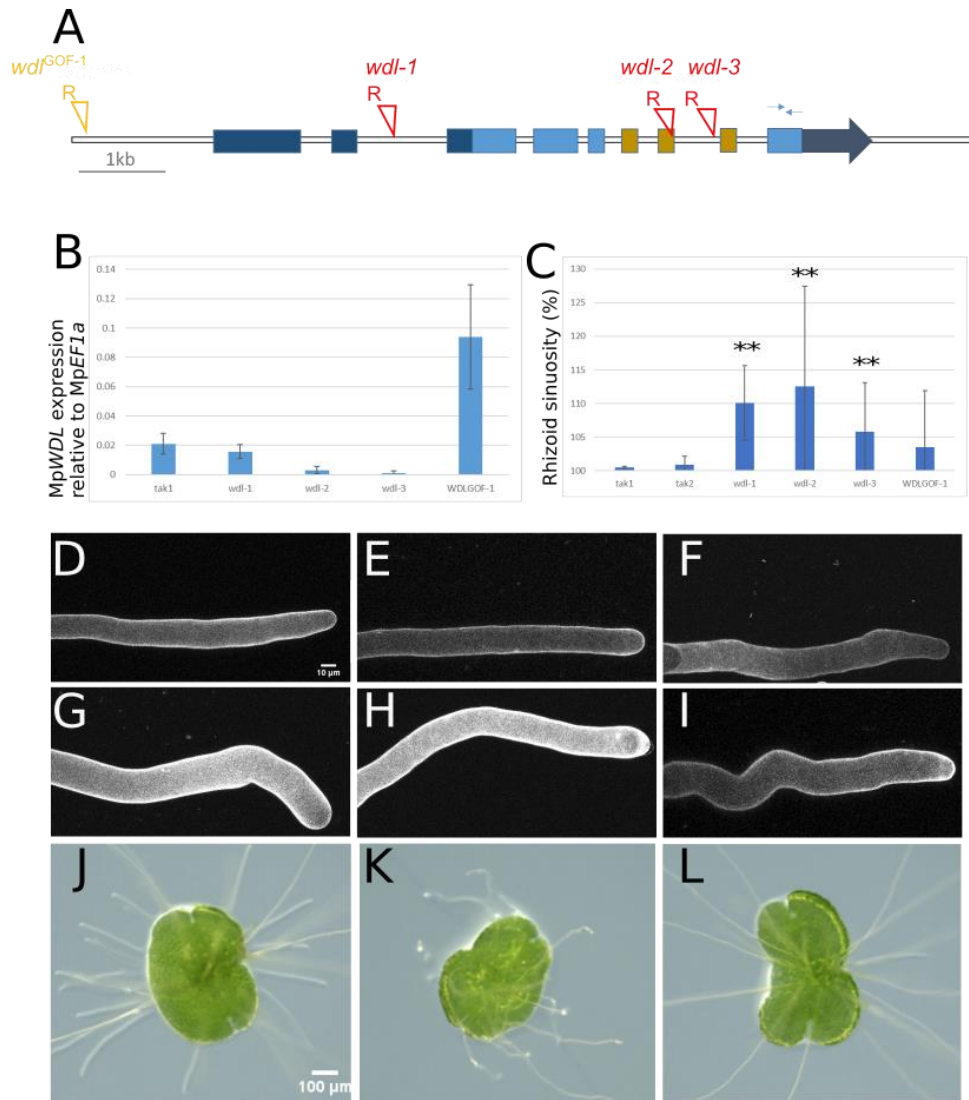 A
wdl^GOF-1
wdl-1
wdl-2 wdl-3
R R R R
1kb
B
MpWDL expression
relative to MpEF1a
0.14
0.12
0.1
0.08
0.06
0.04
0.02
0
tak1 wdl-1 wdl-2 wdl-3 WDLGOF-1
C
Rhizoid sinuosity (%)
130
125
120
115
110
105
100
** ** **
tak1 tak2 wdl-1 wdl-2 wdl-3 WDLGOF-1
D E F
10 µm
G H I
J K L
100 µm